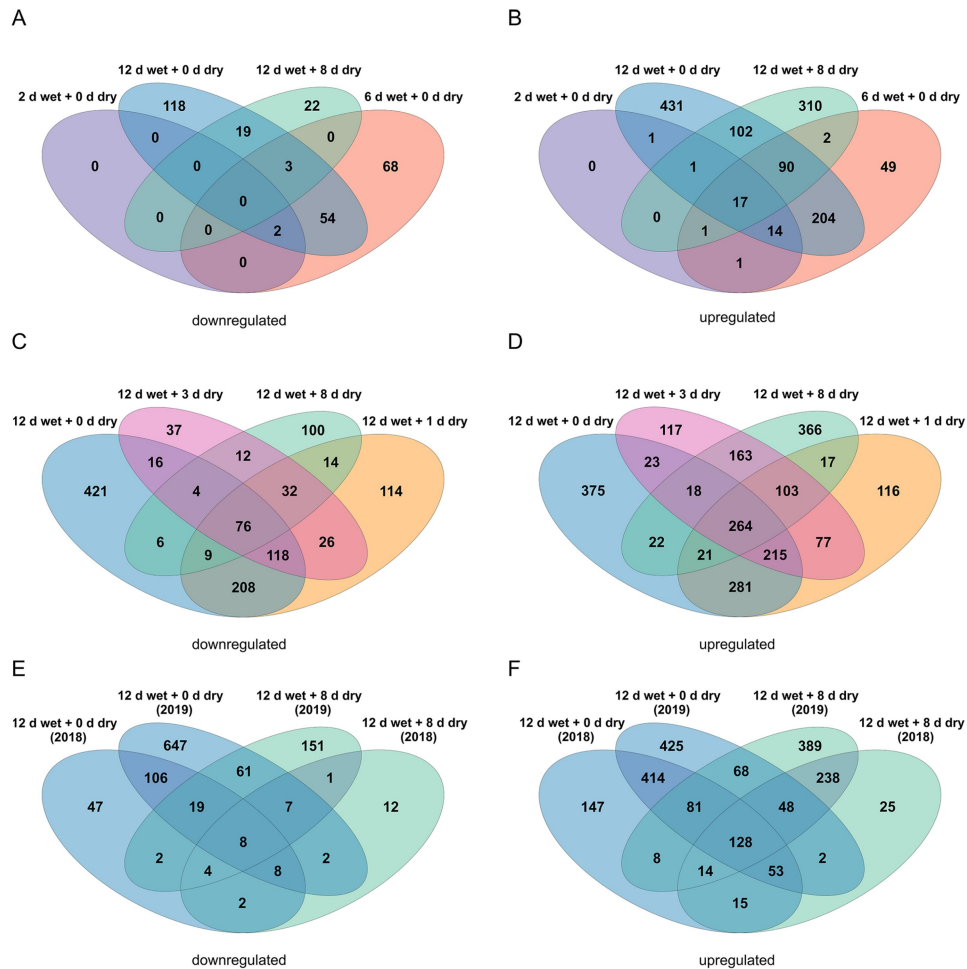 A
B
12 d wet + 0 d dry 12 d wet + 8 d dry
2 d wet + 0 d dry 6 d wet + 0 d dry
118 22
0 19 0
0 0 3 68
0
0 0 2 54
0
downregulated
12 d wet + 0 d dry 12 d wet + 8 d dry
2 d wet + 0 d dry 6 d wet + 0 d dry
431 310
1 102 2
0 1 90 49
17
0 1 14 204
1
upregulated
C
D
12 d wet + 3 d dry 12 d wet + 8 d dry
12 d wet + 0 d dry 12 d wet + 1 d dry
37 100
16 12 14
421 4 32 114
76
6 9 118 26
208
downregulated
12 d wet + 3 d dry 12 d wet + 8 d dry
12 d wet + 0 d dry 12 d wet + 1 d dry
117 366
23 163 17
375 18 103 116
264
22 21 215 77
281
upregulated
E
F
12 d wet + 0 d dry 12 d wet + 8 d dry
(2019) (2019)
12 d wet + 0 d dry 12 d wet + 8 d dry
(2018) (2018)
647 151
106 61 1
47 19 7 12
8
2 4 8 2
2
downregulated
12 d wet + 0 d dry 12 d wet + 8 d dry
(2019) (2019)
12 d wet + 0 d dry 12 d wet + 8 d dry
(2018) (2018)
425 389
414 68 238
147 81 48 25
128
8 14 53 2
15
upregulated